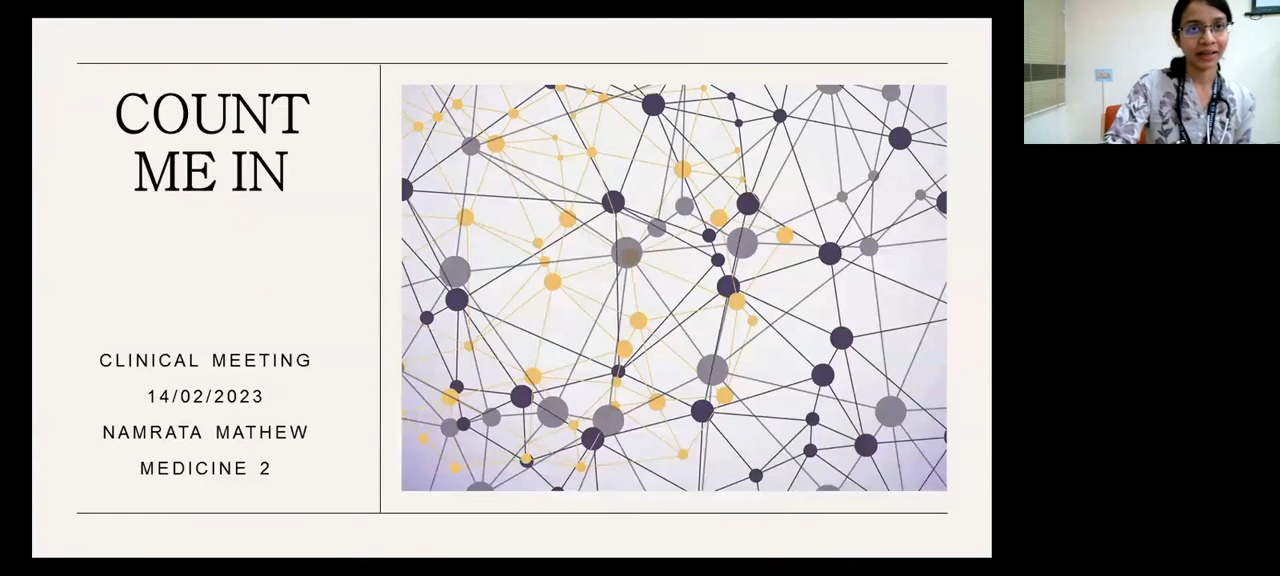 COUNT
ME IN
CLINICAL MEETING
14/02/2023
NAMRATA MATHEW
MEDICINE 2